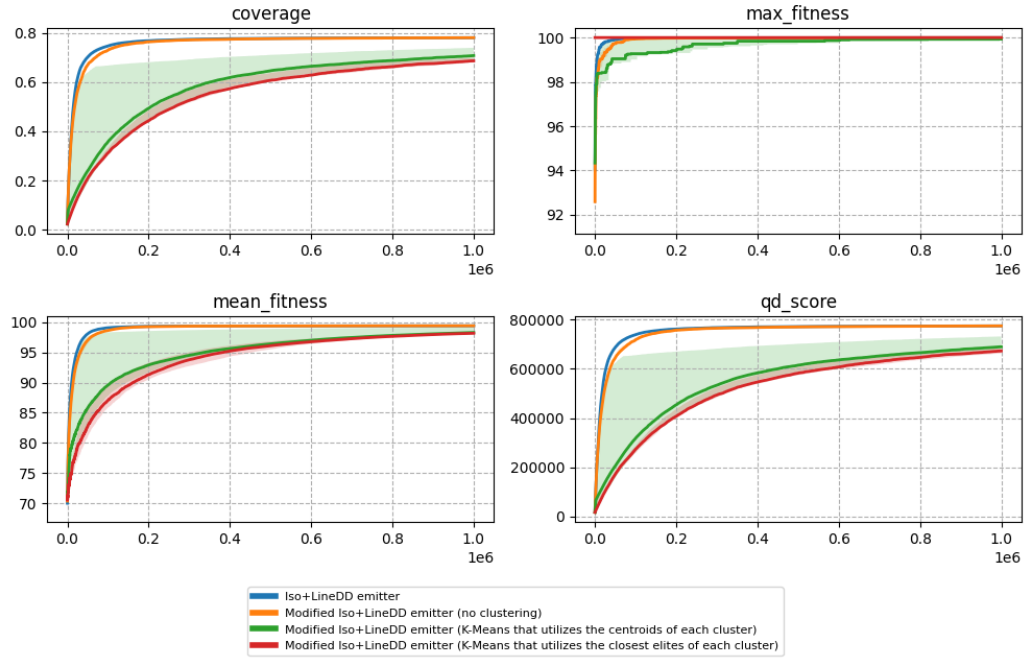 coverage
max_fitness
0.8
0.6
0.4
0.2
0.0
0.0 0.2 0.4 0.6 0.8 1.0
1e6
100
98
96
94
92
0.0 0.2 0.4 0.6 0.8 1.0
1e6
mean_fitness
qd_score
100
95
90
85
80
75
70
0.0 0.2 0.4 0.6 0.8 1.0
1e6
800000
600000
400000
200000
0
0.0 0.2 0.4 0.6 0.8 1.0
1e6
Iso+LineDD emitter
Modified Iso+LineDD emitter (no clustering)
Modified Iso+LineDD emitter (K-Means that utilizes the centroids of each cluster)
Modified Iso+LineDD emitter (K-Means that utilizes the closest elites of each cluster)